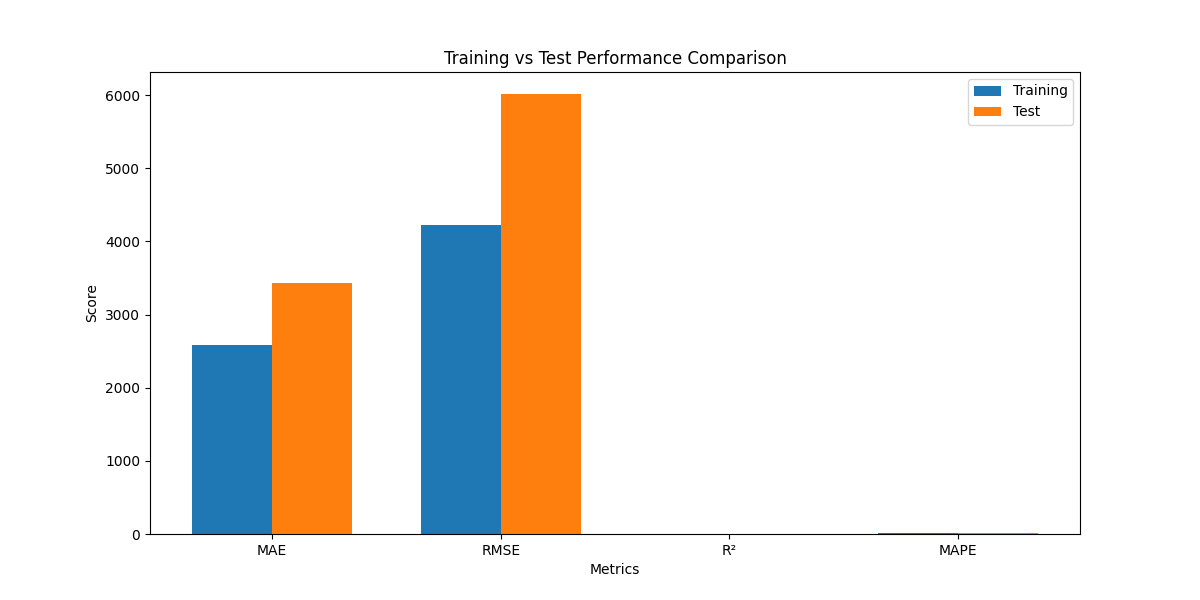 Training vs Test Performance Comparison
Training
Test
6000
5000
4000
3000
2000
1000
0
Score
MAE
RMSE
R²
MAPE
Metrics